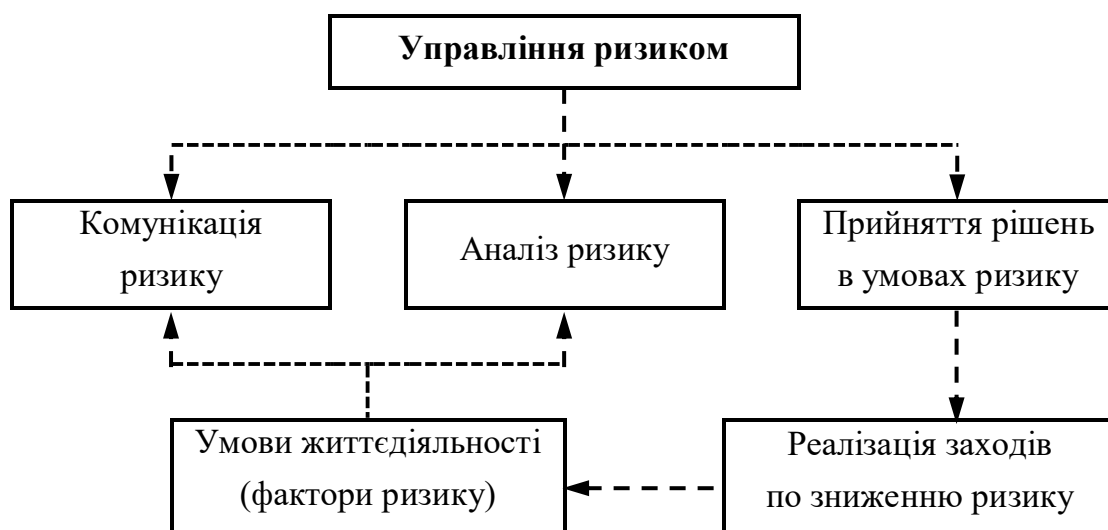 Управління ризиком
Комунікація
ризику
Аналіз ризику
Прийняття рішень
в умовах ризику
Умови життєдіяльності
(фактори ризику)
Реалізація заходів
по зниженню ризику